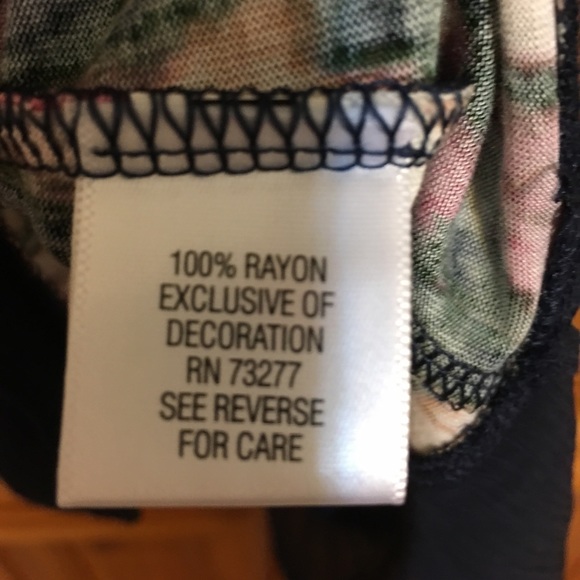 100% RAYON
EXCLUSIVE OF
DECORATION
RN 73277
SEE REVERSE
FOR CARE